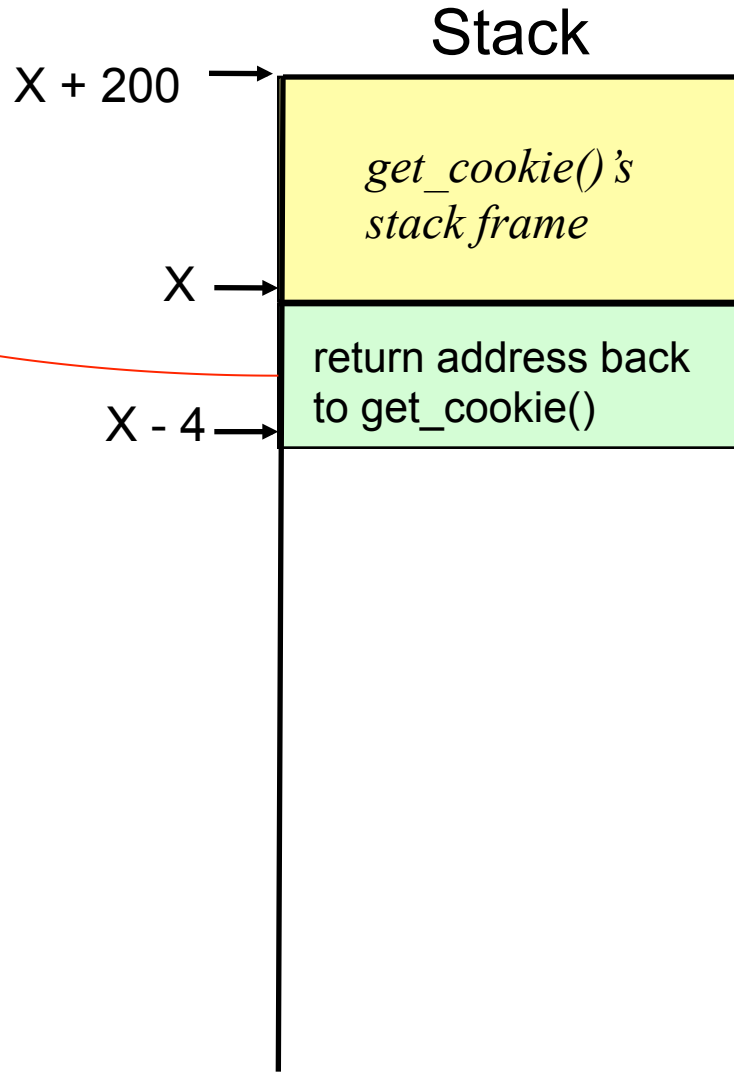 Stack
X + 200
get_cookie()’s
stack frame
X
return address back
to get_cookie()
X - 4